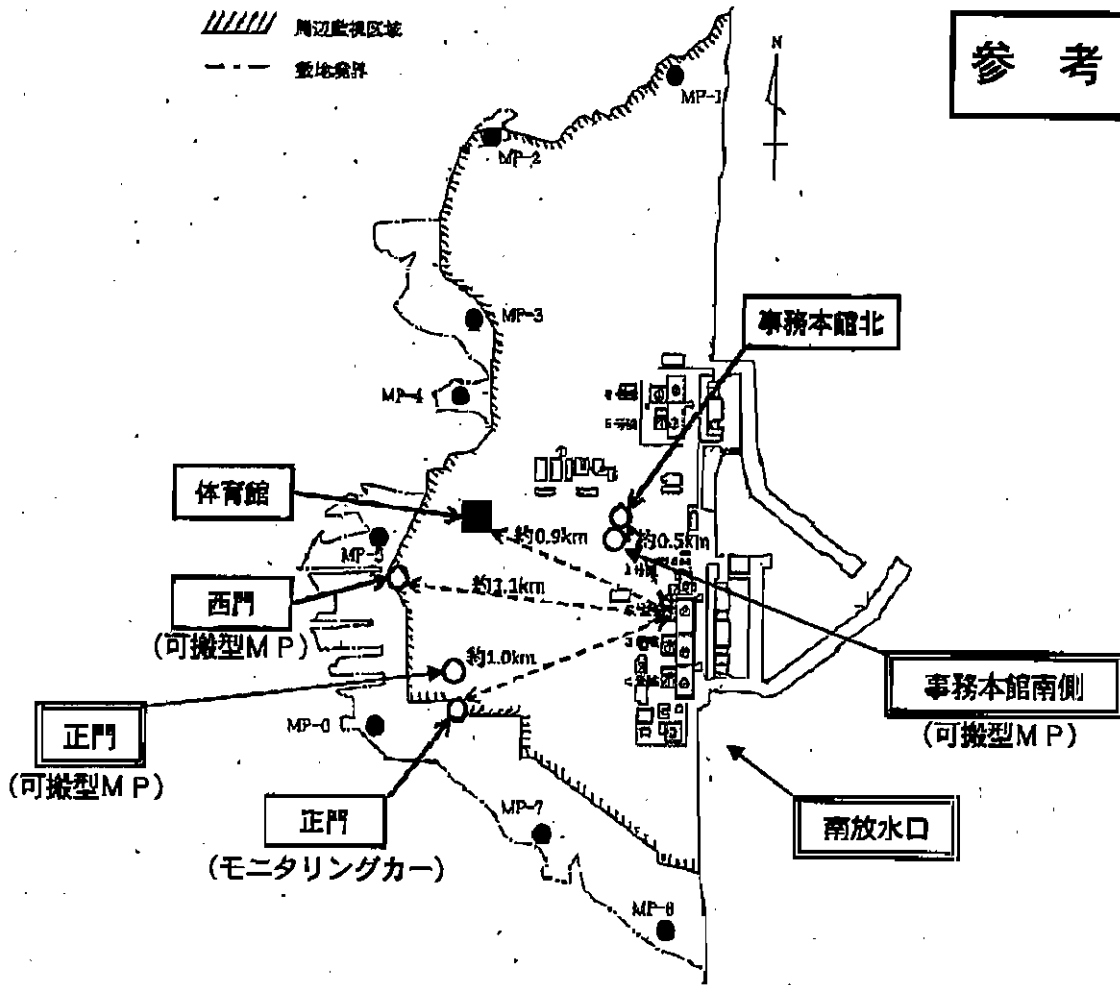 周辺監視区域
敷地境界
参 考
N
MP-1
MP-2
MP-3
事務本館北
MP-4
体育館
約0.9km
約0.5km
MP-5
約1.1km
西門
(可搬型MP)
約1.0km
事務本館南側
(可搬型MP)
正門
(可搬型MP)
MP-6
正門
(モニタリングカー)
MP-7
南放水口
MP-8